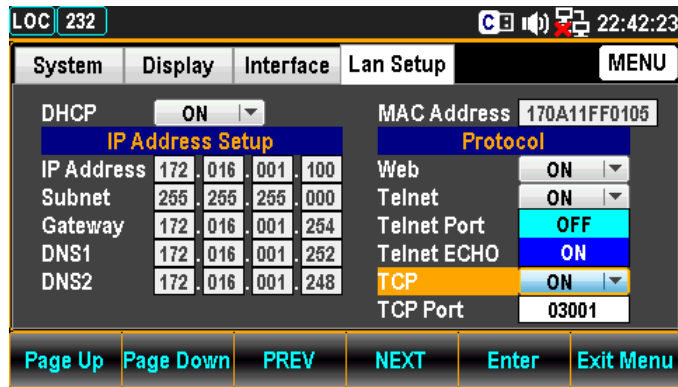 LOC 232 C 22:42:23
System Display Interface Lan Setup MENU
DHCP ON MAC Address 170A11FF0105
IP Address Setup Protocol
IP Address 172 . 016 . 001 . 100 Web ON
Subnet 255 . 255 . 255 . 000 Telnet ON
Gateway 172 . 016 . 001 . 254 Telnet Port OFF
DNS1 172 . 016 . 001 . 252 Telnet ECHO ON
DNS2 172 . 016 . 001 . 248 TCP ON
TCP Port 03001
Page Up Page Down PREV NEXT Enter Exit Menu